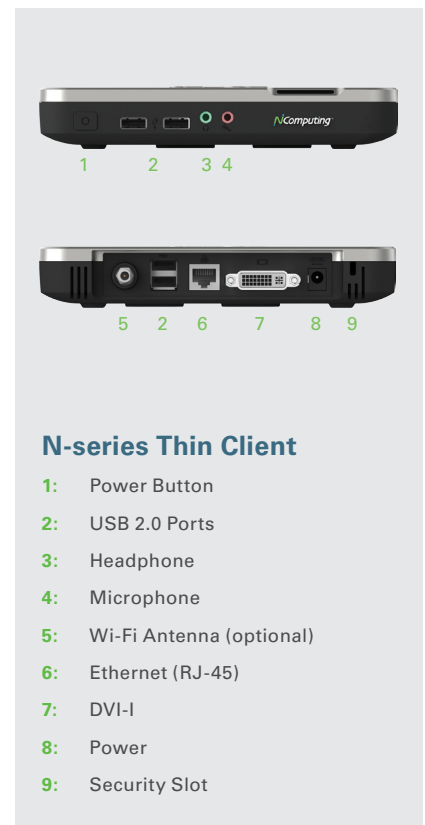 NComputing
1 2 3 4
5 2 6 7 8 9
N-series Thin Client
1: Power Button
2: USB 2.0 Ports
3: Headphone
4: Microphone
5: Wi-Fi Antenna (optional)
6: Ethernet (RJ-45)
7: DVI-I
8: Power
9: Security Slot